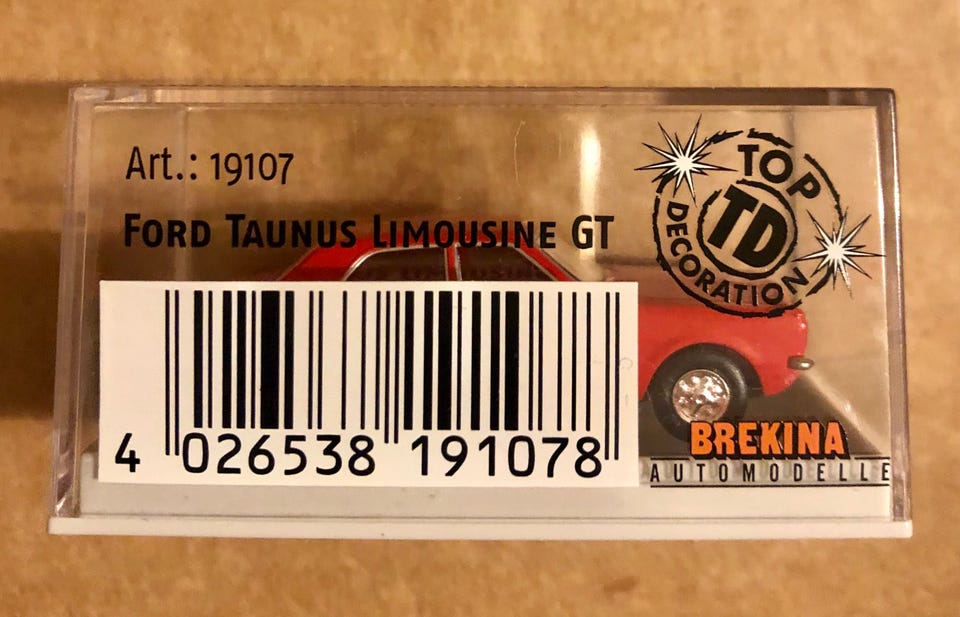 Art.: 19107
FORD TAUNUS LIMOUSINE GT
TOP
TD
DECORATION
4 026538 191078
BREKINA
AUTOMODELLE